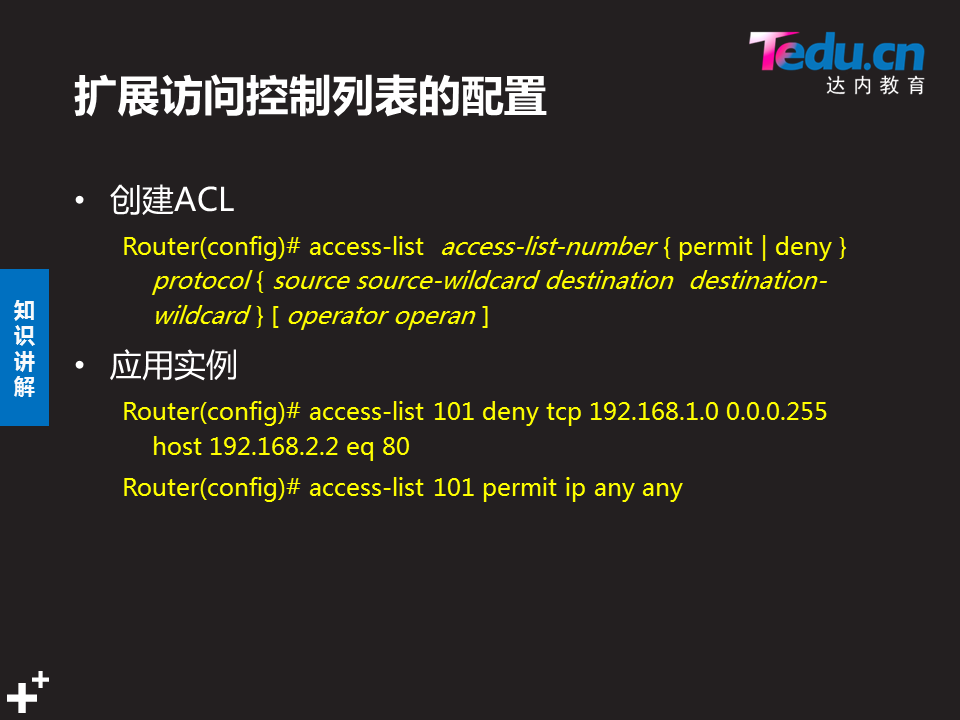 Tedu.cn
达内教育
扩展访问控制列表的配置
• 创建ACL
Router(config)# access-list access-list-number { permit | deny }
protocol { source source-wildcard destination destination-
wildcard } [ operator operan ]
知识讲解
• 应用实例
Router(config)# access-list 101 deny tcp 192.168.1.0 0.0.0.255
host 192.168.2.2 eq 80
Router(config)# access-list 101 permit ip any any